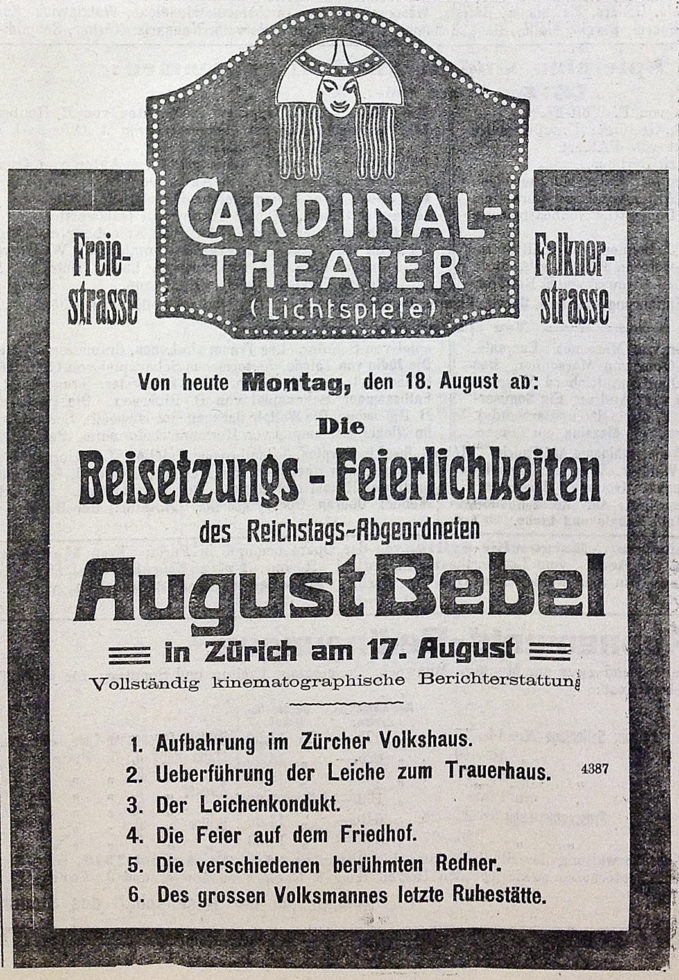 CARDINAL-
THEATER
(Lichtspiele)
Freie-
strasse
Falkner-
strasse
Von heute Montag, den 18. August ab:
Die
Beisetzungs-Feierlichkeiten
des Reichstags-Abgeordneten
August Bebel
in Zürich am 17. August
Vollständig kinematographische Berichterstattung
1. Aufbahrung im Zürcher Volkshaus.
2. Ueberführung der Leiche zum Trauerhaus. 4387
3. Der Leichenkondukt.
4. Die Feier auf dem Friedhof.
5. Die verschiedenen berühmten Redner.
6. Des grossen Volksmannes letzte Ruhestätte.